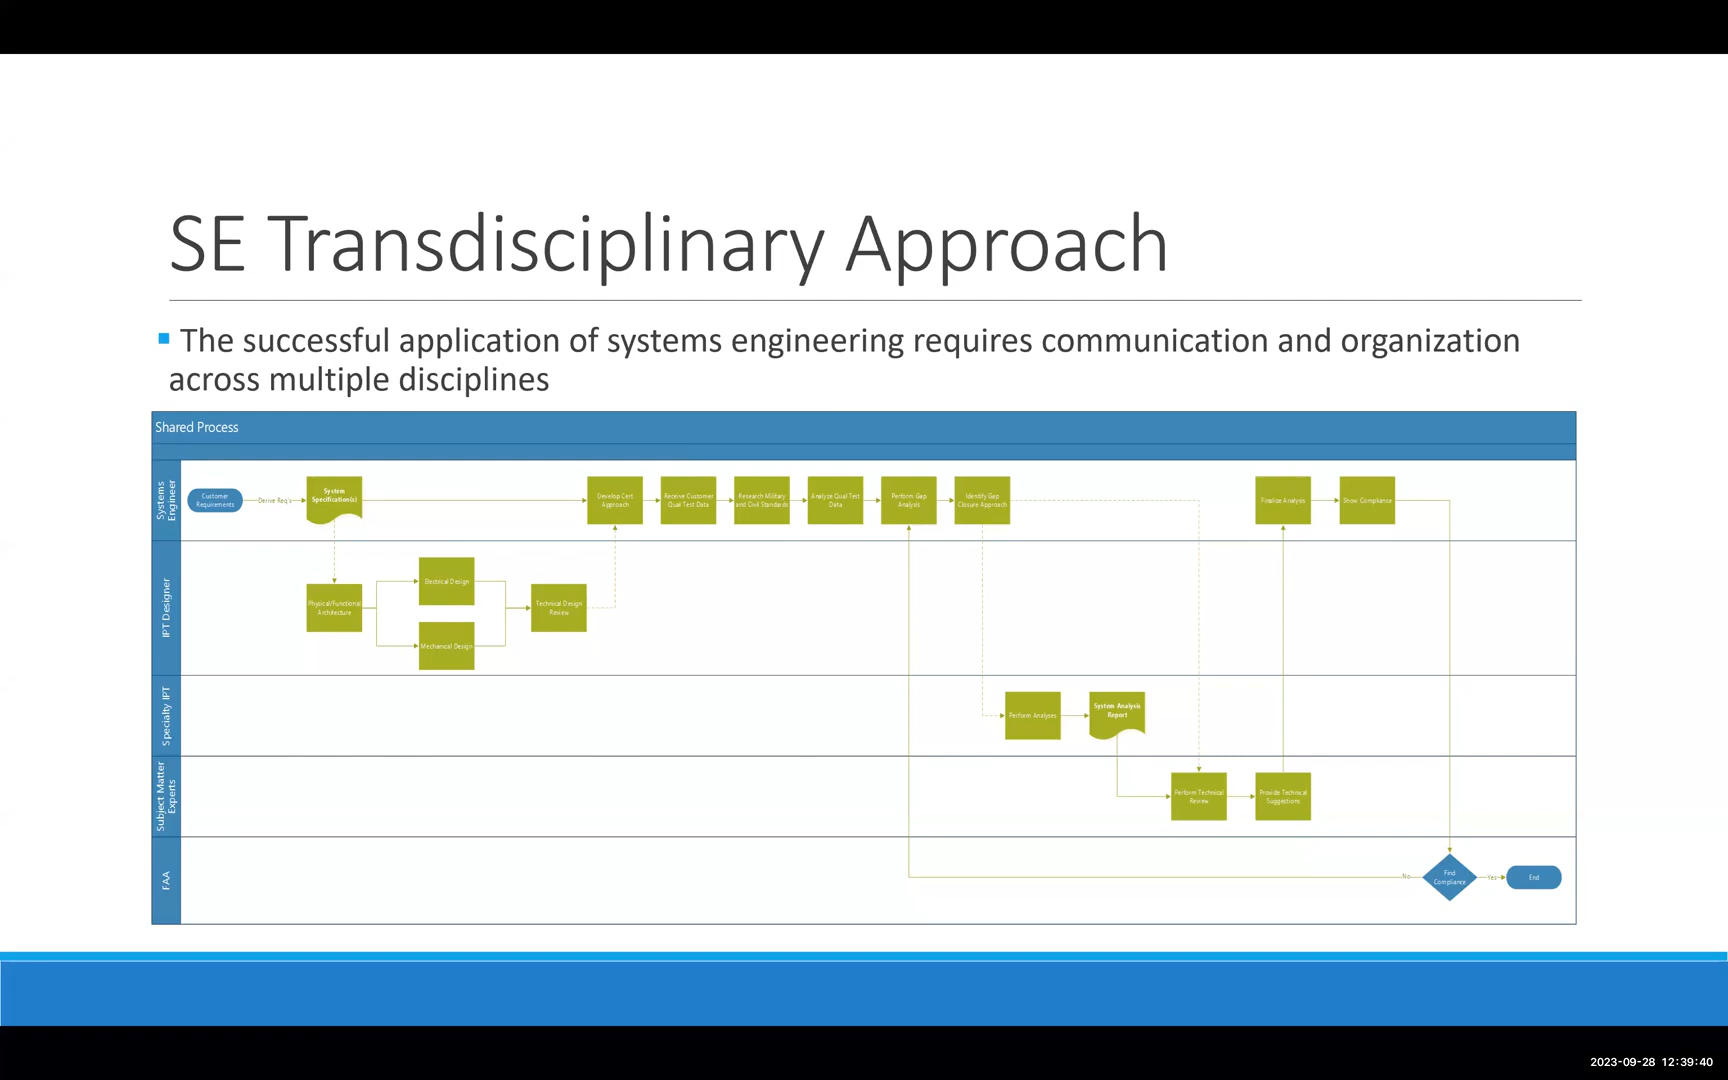 SE Transdisciplinary Approach
The successful application of systems engineering requires communication and organization
across multiple disciplines
Shared Process
Systems
Engineer
Customer
Requirements
Derive Req's
System
Specification(s)
Develop Cert
Approach
Receive Customer
Qual Test Data
Research Military
and Civil Standards
Analyze Qual Test
Data
Perform Gap
Analysis
Identify Gap
Closure Approach
Finalize Analysis
Show Compliance
IPT Designer
Physical/Functional
Architecture
Electrical Design
Mechanical Design
Technical Design
Review
Specialty IPT
Perform Analyses
System Analysis
Report
Subject Matter
Experts
Perform Technical
Review
Provide Technical
Suggestions
FAA
No
Find
Compliance
Yes
End
2023-09-28 12:39:40